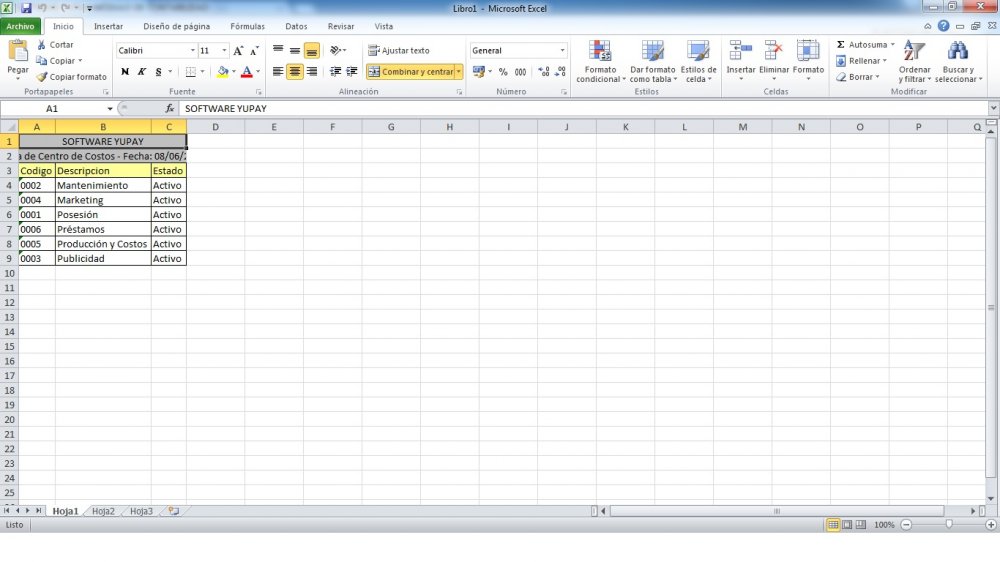 Libro1 - Microsoft Excel
Archivo Inicio Insertar Diseño de página Fórmulas Datos Revisar Vista
Pegar
Cortar
Copiar
Copiar formato
Portapapeles
Calibri 11
N K S
Fuente
Ajustar texto
Combinar y centrar
Alineación
General
% 000
Número
Formato condicional
Dar formato como tabla
Estilos de celda
Estilos
Insertar Eliminar Formato
Celdas
Σ Autosuma
Rellenar
Borrar
Ordenar y filtrar
Buscar y seleccionar
Modificar
A1 fx SOFTWARE YUPAY
A B C D E F G H I J K L M N O P Q
1 SOFTWARE YUPAY
2 a de Centro de Costos - Fecha: 08/06/
3 Codigo Descripcion Estado
4 0002 Mantenimiento Activo
5 0004 Marketing Activo
6 0001 Posesión Activo
7 0006 Préstamos Activo
8 0005 Producción y Costos Activo
9 0003 Publicidad Activo
10
11
12
13
14
15
16
17
18
19
20
21
22
23
24
25
Hoja1 Hoja2 Hoja3
Listo 100%